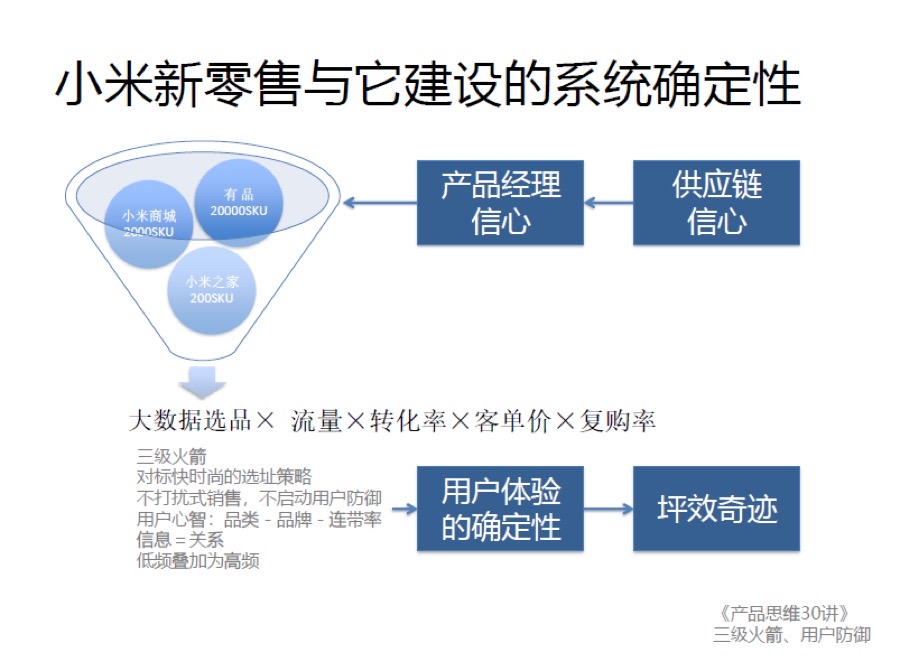 小米新零售与它建设的系统确定性
有品
20000SKU
小米商城
2000SKU
小米之家
200SKU
产品经理
信心
供应链
信心
大数据选品× 流量×转化率×客单价×复购率
三级火箭
对标快时尚的选址策略
不打扰式销售，不启动用户防御
用户心智：品类－品牌－连带率
信息＝关系
低频叠加为高频
用户体验
的确定性
坪效奇迹
《产品思维30讲》
三级火箭、用户防御